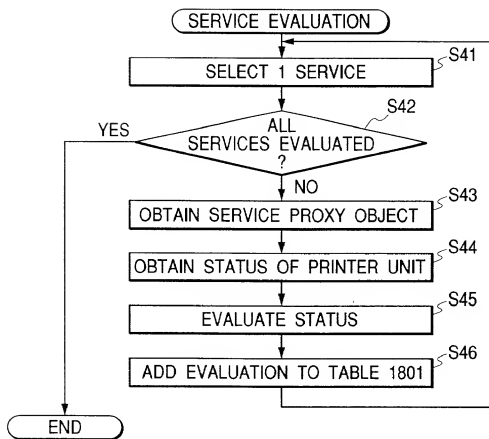 SERVICE EVALUATION
S41
SELECT 1 SERVICE
S42
YES
ALL
SERVICES EVALUATED
?
NO
S43
OBTAIN SERVICE PROXY OBJECT
S44
OBTAIN STATUS OF PRINTER UNIT
S45
EVALUATE STATUS
S46
ADD EVALUATION TO TABLE 1801
END